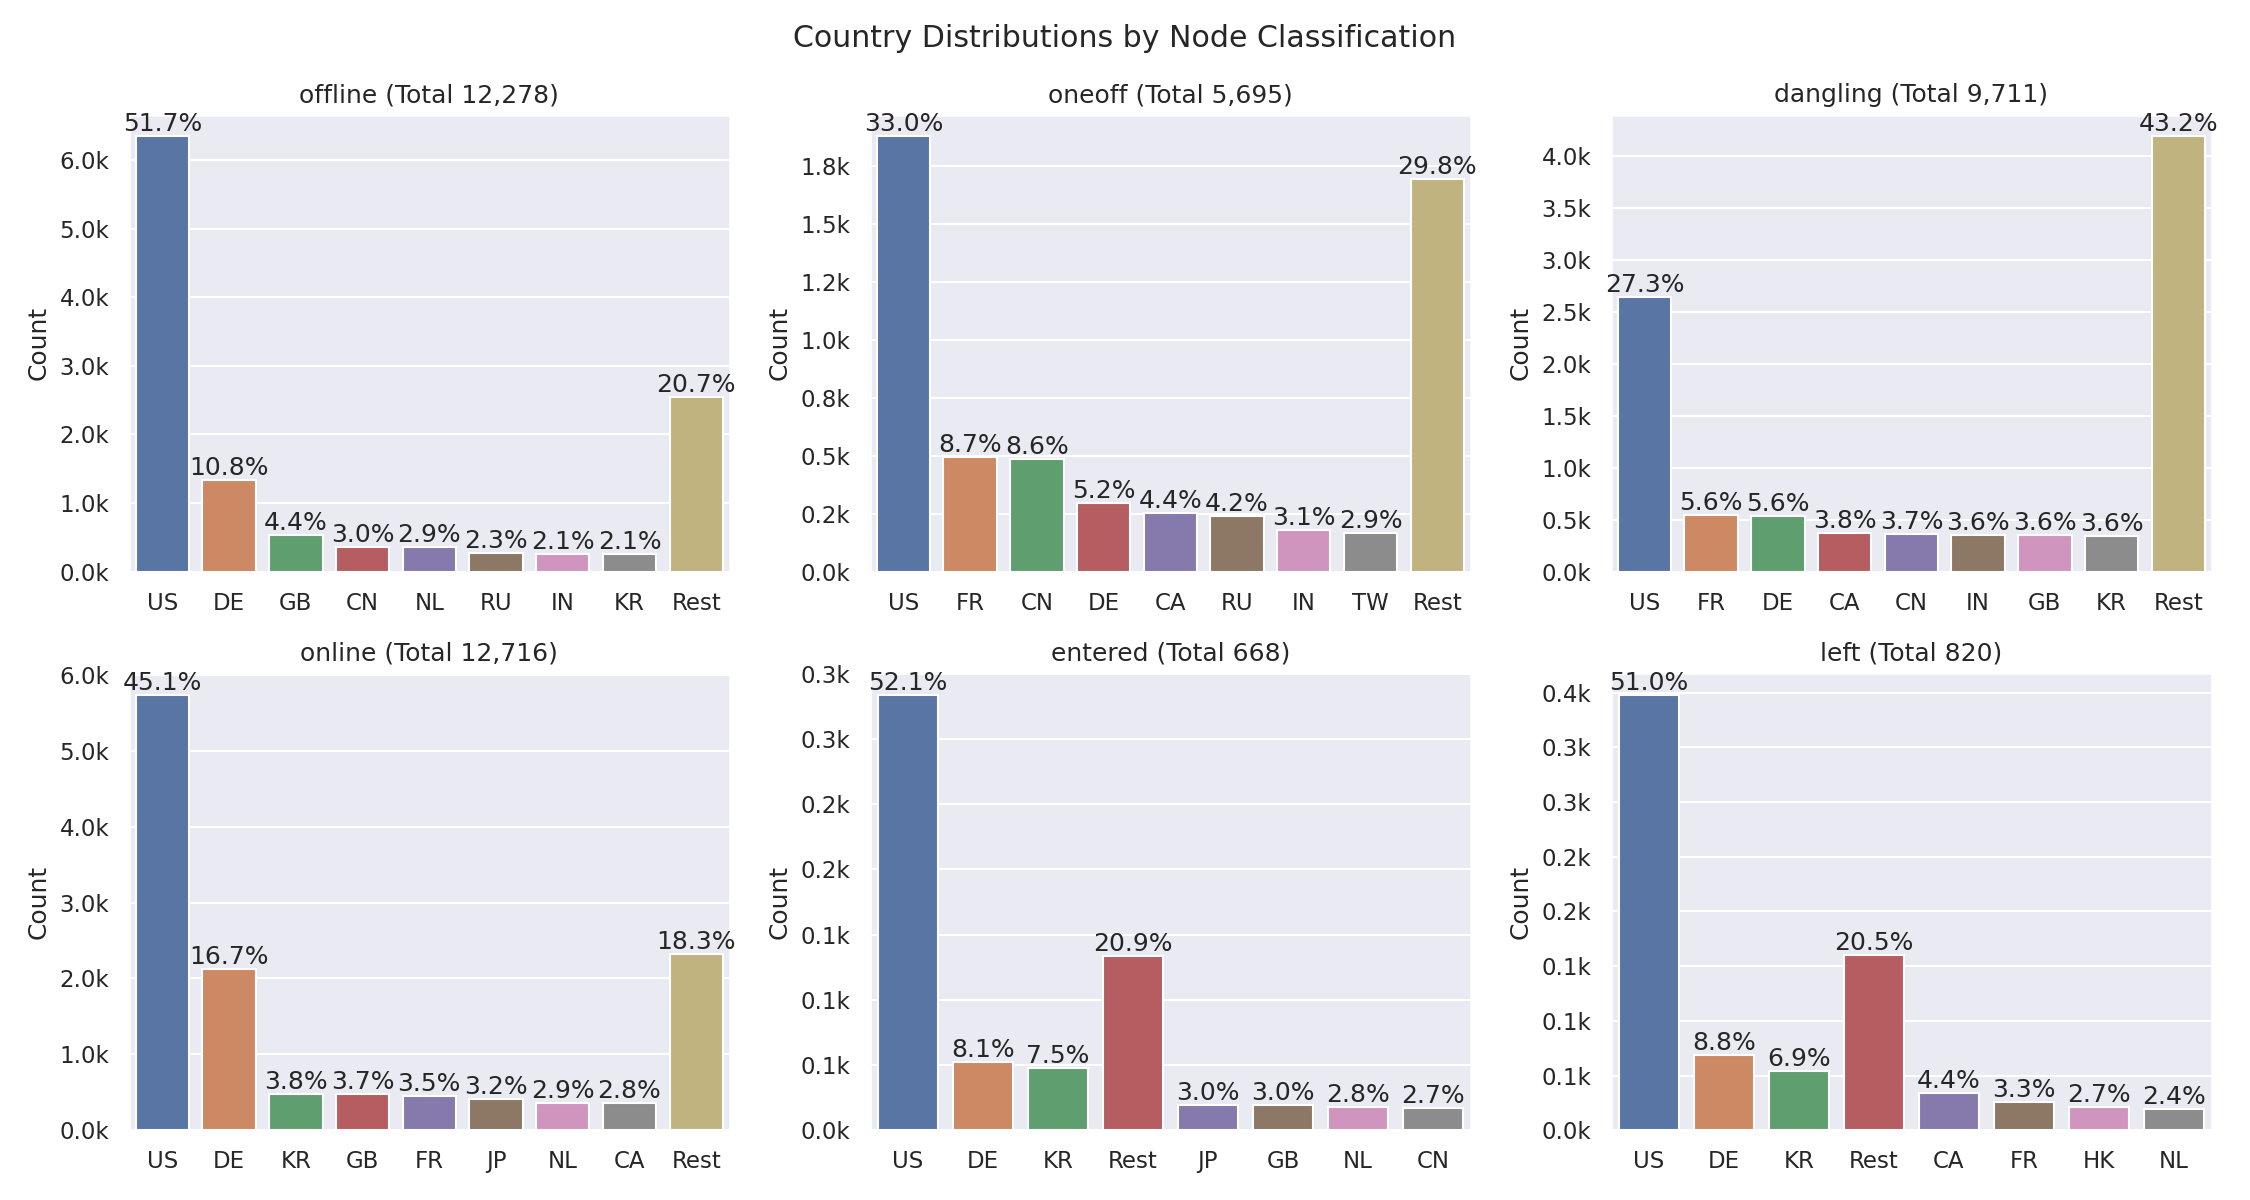 Country Distributions by Node Classification
offline (Total 12,278)
51.7%
10.8%
4.4%
3.0%
2.9%
2.3%
2.1%
2.1%
20.7%
6.0k
5.0k
4.0k
3.0k
2.0k
1.0k
0.0k
Count
US DE GB CN NL RU IN KR Rest
oneoff (Total 5,695)
33.0%
8.7%
8.6%
5.2%
4.4%
4.2%
3.1%
2.9%
29.8%
1.8k
1.5k
1.2k
1.0k
0.8k
0.5k
0.2k
0.0k
Count
US FR CN DE CA RU IN TW Rest
dangling (Total 9,711)
27.3%
5.6%
5.6%
3.8%
3.7%
3.6%
3.6%
3.6%
43.2%
4.0k
3.5k
3.0k
2.5k
2.0k
1.5k
1.0k
0.5k
0.0k
Count
US FR DE CA CN IN GB KR Rest
online (Total 12,716)
45.1%
16.7%
3.8%
3.7%
3.5%
3.2%
2.9%
2.8%
18.3%
6.0k
5.0k
4.0k
3.0k
2.0k
1.0k
0.0k
Count
US DE KR GB FR JP NL CA Rest
entered (Total 668)
52.1%
8.1%
7.5%
20.9%
3.0%
3.0%
2.8%
2.7%
0.3k
0.3k
0.2k
0.2k
0.1k
0.1k
0.1k
0.0k
Count
US DE KR Rest JP GB NL CN
left (Total 820)
51.0%
8.8%
6.9%
20.5%
4.4%
3.3%
2.7%
2.4%
0.4k
0.3k
0.3k
0.2k
0.2k
0.1k
0.1k
0.1k
0.0k
Count
US DE KR Rest CA FR HK NL